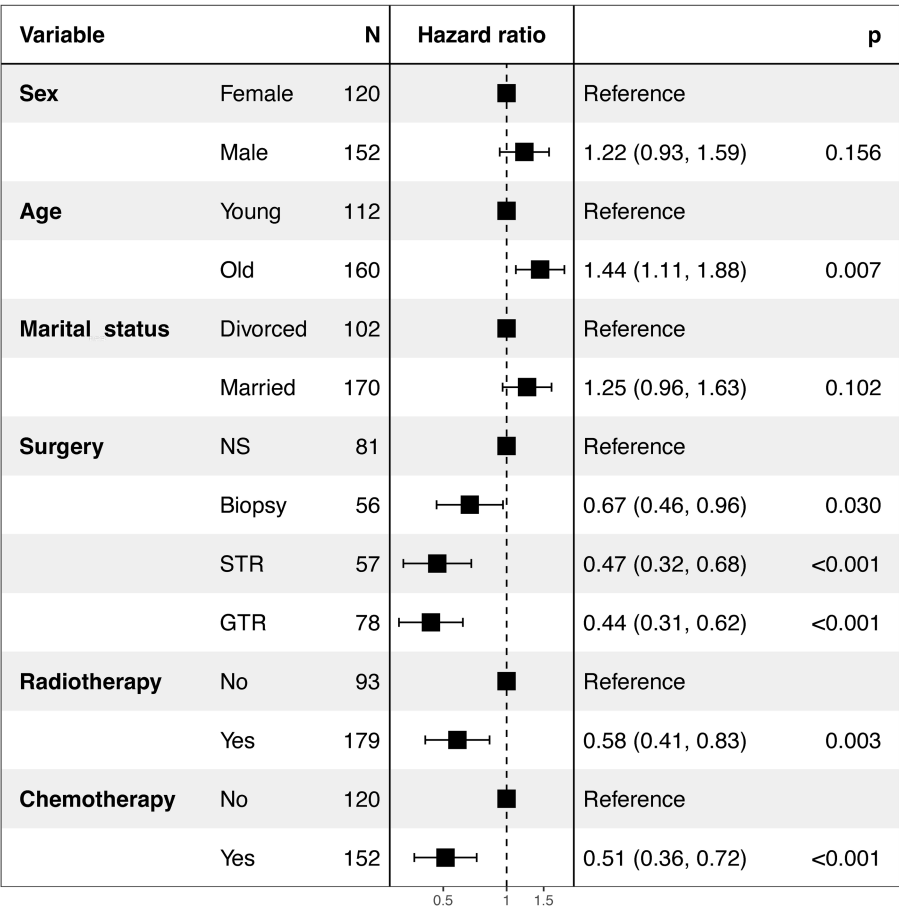 Variable N Hazard ratio p
Sex Female 120 Reference
Male 152 1.22 (0.93, 1.59) 0.156
Age Young 112 Reference
Old 160 1.44 (1.11, 1.88) 0.007
Marital status Divorced 102 Reference
Married 170 1.25 (0.96, 1.63) 0.102
Surgery NS 81 Reference
Biopsy 56 0.67 (0.46, 0.96) 0.030
STR 57 0.47 (0.32, 0.68) <0.001
GTR 78 0.44 (0.31, 0.62) <0.001
Radiotherapy No 93 Reference
Yes 179 0.58 (0.41, 0.83) 0.003
Chemotherapy No 120 Reference
Yes 152 0.51 (0.36, 0.72) <0.001
0.5 1 1.5